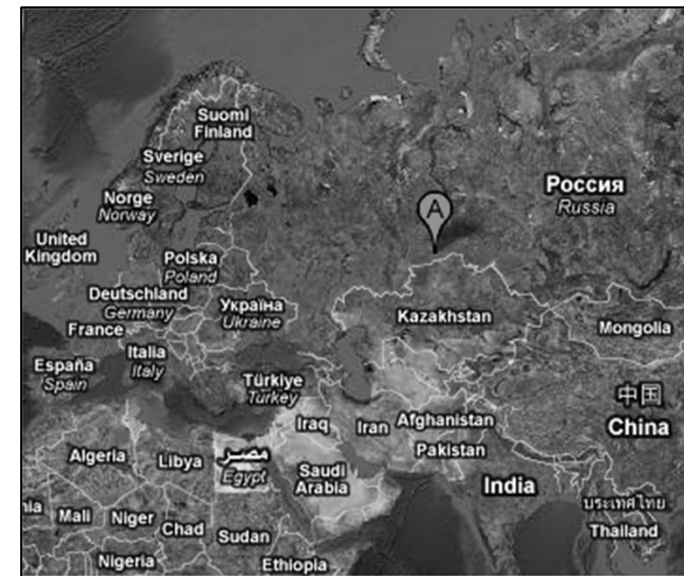 Suomi
Finland
Sverige
Sweden
Norge
Norway
A
Россия
Russia
United
Kingdom
Polska
Poland
Deutschland
Germany
Україна
Ukraine
Kazakhstan
Mongolia
France
Italia
Italy
España
Spain
Türkiye
Turkey
中国
China
Iraq
Iran
Afghanistan
Pakistan
Algeria
Libya
مصر
Egypt
Saudi
Arabia
India
ประเทศไทย
Thailand
Mali
Niger
Chad
Sudan
Nigeria
Ethiopia